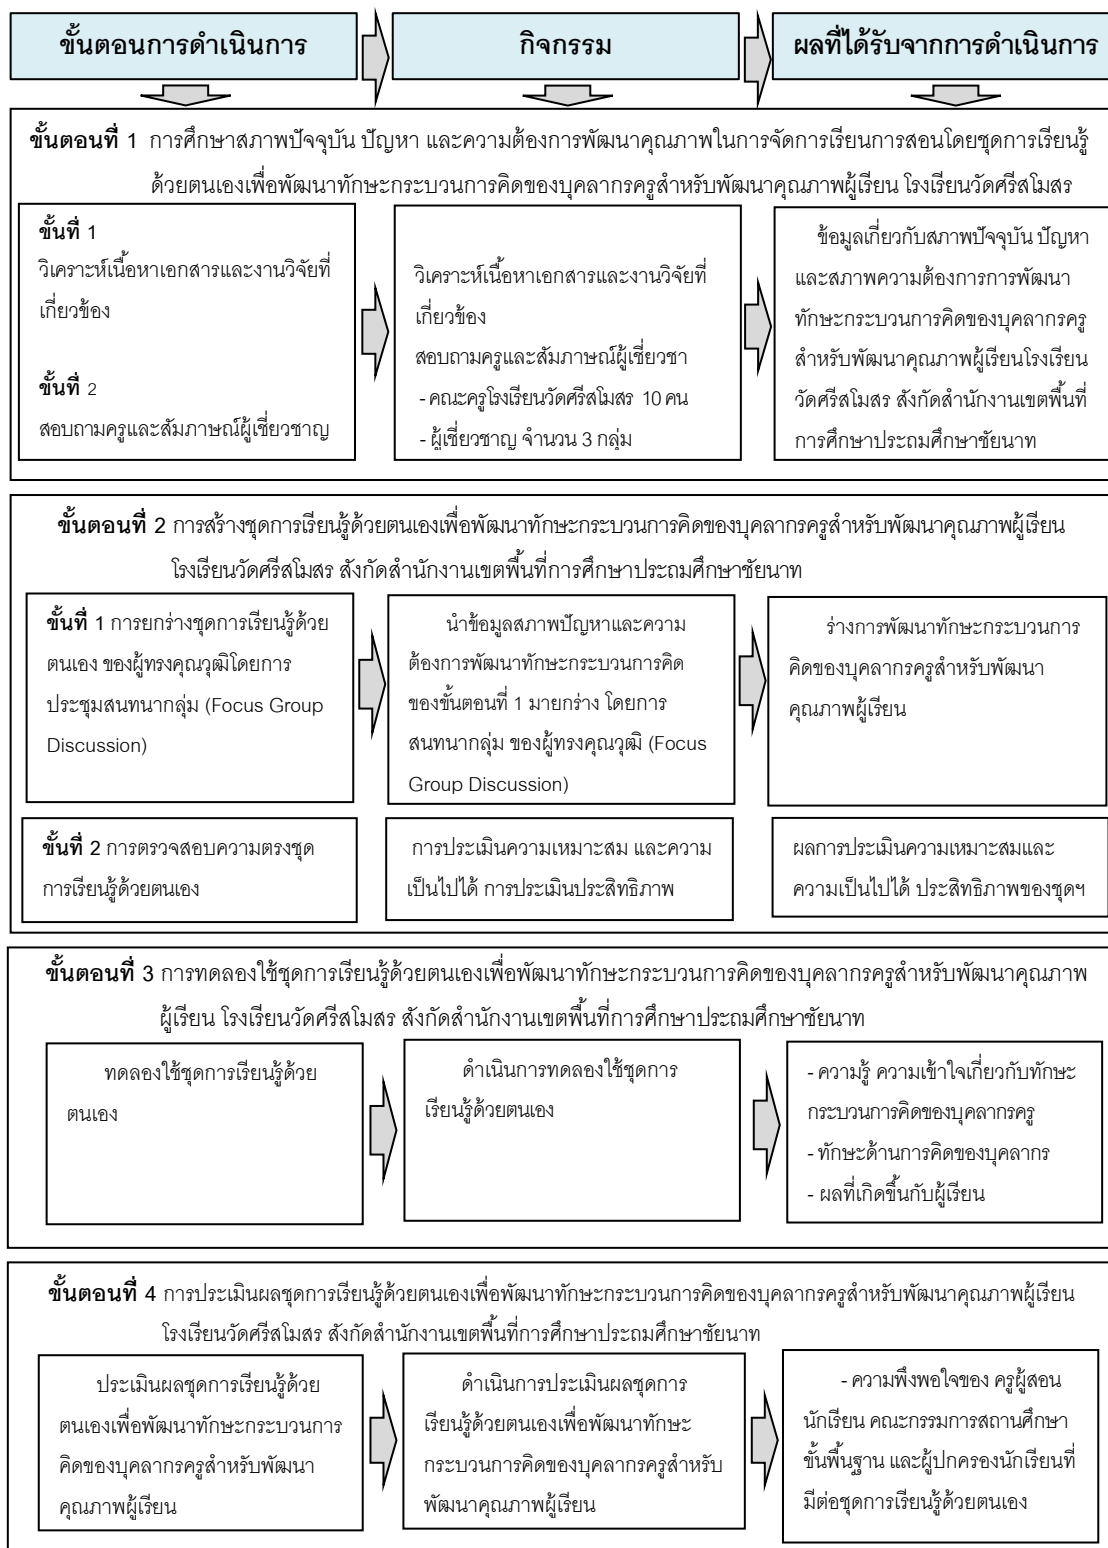 ขั้นตอนการดำเนินการ
กิจกรรม
ผลที่ได้รับจากการดำเนินการ
ขั้นตอนที่ 1 การศึกษาสภาพปัจจุบัน ปัญหา และความต้องการพัฒนาคุณภาพในการจัดการเรียนการสอนโดยชุดการเรียนรู้
ด้วยตนเองเพื่อพัฒนาทักษะกระบวนการคิดของบุคลากรครูสำหรับพัฒนาคุณภาพผู้เรียน โรงเรียนวัดศรีสโมสร
ขั้นที่ 1
วิเคราะห์เนื้อหาเอกสารและงานวิจัยที่
เกี่ยวข้อง
ขั้นที่ 2
สอบถามครูและสัมภาษณ์ผู้เชี่ยวชาญ
วิเคราะห์เนื้อหาเอกสารและงานวิจัยที่
เกี่ยวข้อง
สอบถามครูและสัมภาษณ์ผู้เชี่ยวชา
- คณะครูโรงเรียนวัดศรีสโมสร 10 คน
- ผู้เชี่ยวชาญ จำนวน 3 กลุ่ม
ข้อมูลเกี่ยวกับสภาพปัจจุบัน ปัญหา
และสภาพความต้องการการพัฒนา
ทักษะกระบวนการคิดของบุคลากรครู
สำหรับพัฒนาคุณภาพผู้เรียนโรงเรียน
วัดศรีสโมสร สังกัดสำนักงานเขตพื้นที่
การศึกษาประถมศึกษาชัยนาท
ขั้นตอนที่ 2 การสร้างชุดการเรียนรู้ด้วยตนเองเพื่อพัฒนาทักษะกระบวนการคิดของบุคลากรครูสำหรับพัฒนาคุณภาพผู้เรียน
โรงเรียนวัดศรีสโมสร สังกัดสำนักงานเขตพื้นที่การศึกษาประถมศึกษาชัยนาท
ขั้นที่ 1 การยกร่างชุดการเรียนรู้ด้วย
ตนเอง ของผู้ทรงคุณวุฒิโดยการ
ประชุมสนทนากลุ่ม (Focus Group
Discussion)
นำข้อมูลสภาพปัญหาและความ
ต้องการพัฒนาทักษะกระบวนการคิด
ของขั้นตอนที่ 1 มายกร่าง โดยการ
สนทนากลุ่ม ของผู้ทรงคุณวุฒิ (Focus
Group Discussion)
ร่างการพัฒนาทักษะกระบวนการ
คิดของบุคลากรครูสำหรับพัฒนา
คุณภาพผู้เรียน
ขั้นที่ 2 การตรวจสอบความตรงชุด
การเรียนรู้ด้วยตนเอง
การประเมินความเหมาะสม และความ
เป็นไปได้ การประเมินประสิทธิภาพ
ผลการประเมินความเหมาะสมและ
ความเป็นไปได้ ประสิทธิภาพของชุดฯ
ขั้นตอนที่ 3 การทดลองใช้ชุดการเรียนรู้ด้วยตนเองเพื่อพัฒนาทักษะกระบวนการคิดของบุคลากรครูสำหรับพัฒนาคุณภาพ
ผู้เรียน โรงเรียนวัดศรีสโมสร สังกัดสำนักงานเขตพื้นที่การศึกษาประถมศึกษาชัยนาท
ทดลองใช้ชุดการเรียนรู้ด้วย
ตนเอง
ดำเนินการทดลองใช้ชุดการ
เรียนรู้ด้วยตนเอง
- ความรู้ ความเข้าใจเกี่ยวกับทักษะ
กระบวนการคิดของบุคลากรครู
- ทักษะด้านการคิดของบุคลากร
- ผลที่เกิดขึ้นกับผู้เรียน
ขั้นตอนที่ 4 การประเมินผลชุดการเรียนรู้ด้วยตนเองเพื่อพัฒนาทักษะกระบวนการคิดของบุคลากรครูสำหรับพัฒนาคุณภาพผู้เรียน
โรงเรียนวัดศรีสโมสร สังกัดสำนักงานเขตพื้นที่การศึกษาประถมศึกษาชัยนาท
ประเมินผลชุดการเรียนรู้ด้วย
ตนเองเพื่อพัฒนาทักษะกระบวนการ
คิดของบุคลากรครูสำหรับพัฒนา
คุณภาพผู้เรียน
ดำเนินการประเมินผลชุดการ
เรียนรู้ด้วยตนเองเพื่อพัฒนาทักษะ
กระบวนการคิดของบุคลากรครูสำหรับ
พัฒนาคุณภาพผู้เรียน
- ความพึงพอใจของ ครูผู้สอน
นักเรียน คณะกรรมการสถานศึกษา
ขั้นพื้นฐาน และผู้ปกครองนักเรียนที่
มีต่อชุดการเรียนรู้ด้วยตนเอง